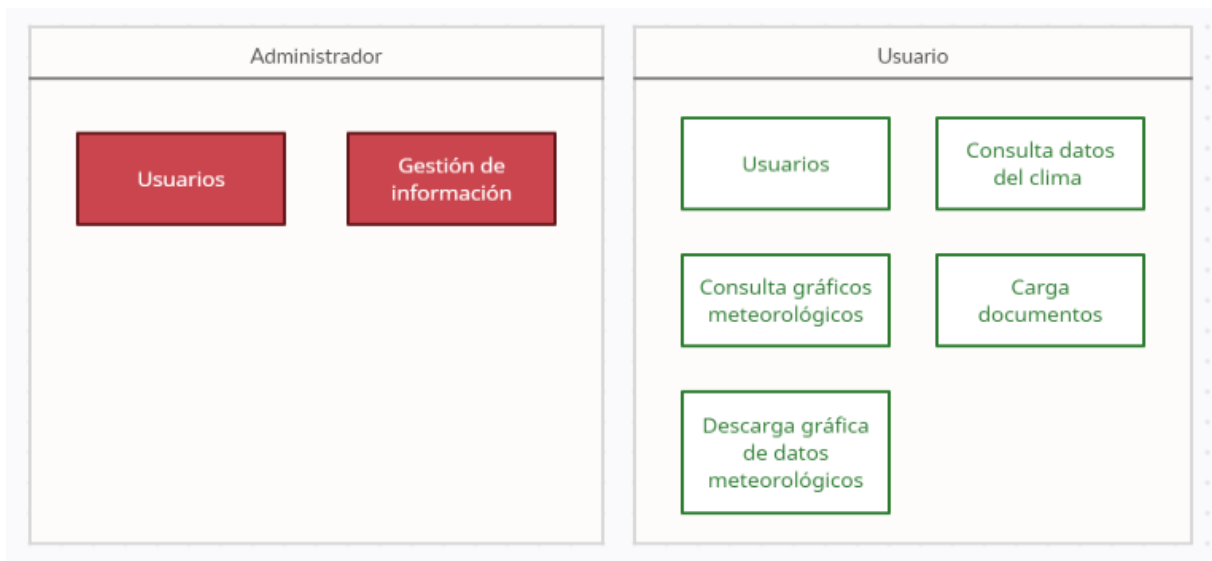 Administrador
Usuarios
Gestión de
información
Usuario
Usuarios
Consulta datos
del clima
Consulta gráficos
meteorológicos
Carga
documentos
Descarga gráfica
de datos
meteorológicos